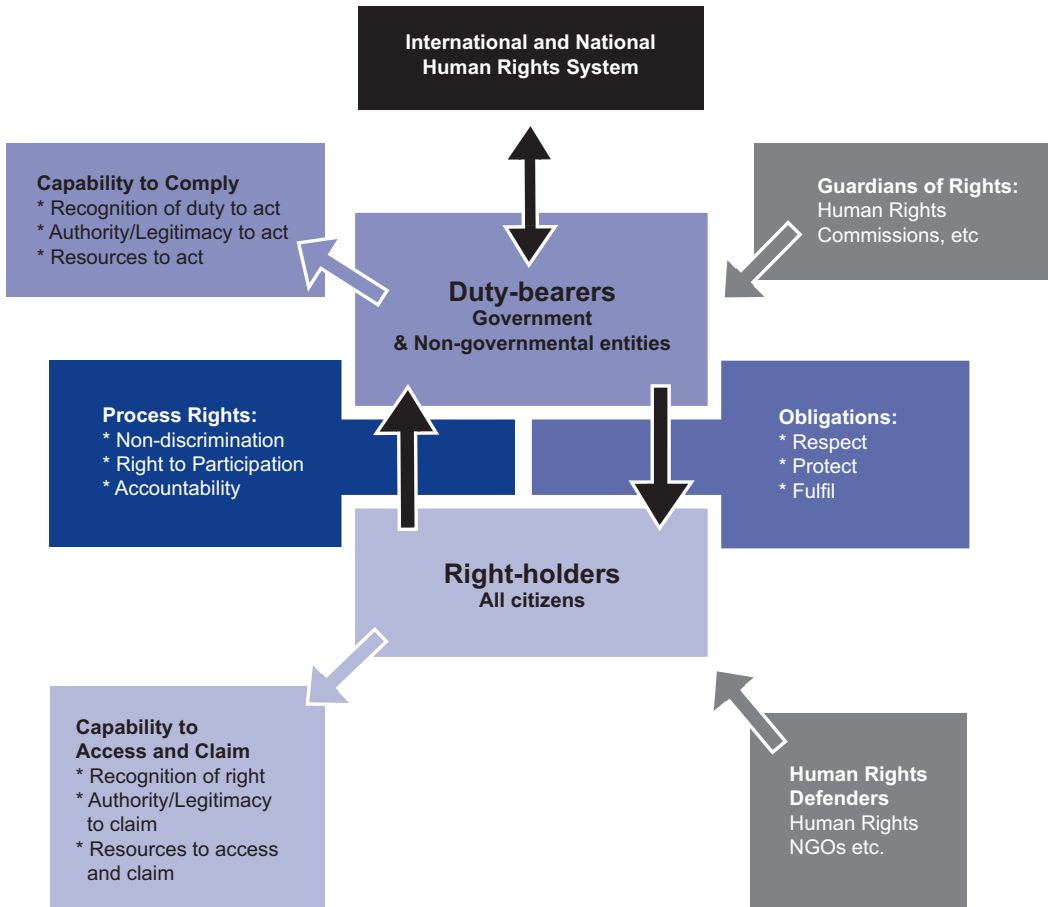 International and National
Human Rights System
Capability to Comply
* Recognition of duty to act
* Authority/Legitimacy to act
* Resources to act
Guardians of Rights:
Human Rights
Commissions, etc
Duty-bearers
Government
& Non-governmental entities
Process Rights:
* Non-discrimination
* Right to Participation
* Accountability
Obligations:
* Respect
* Protect
* Fulfil
Right-holders
All citizens
Capability to
Access and Claim
* Recognition of right
* Authority/Legitimacy
to claim
* Resources to access
and claim
Human Rights
Defenders
Human Rights
NGOs etc.